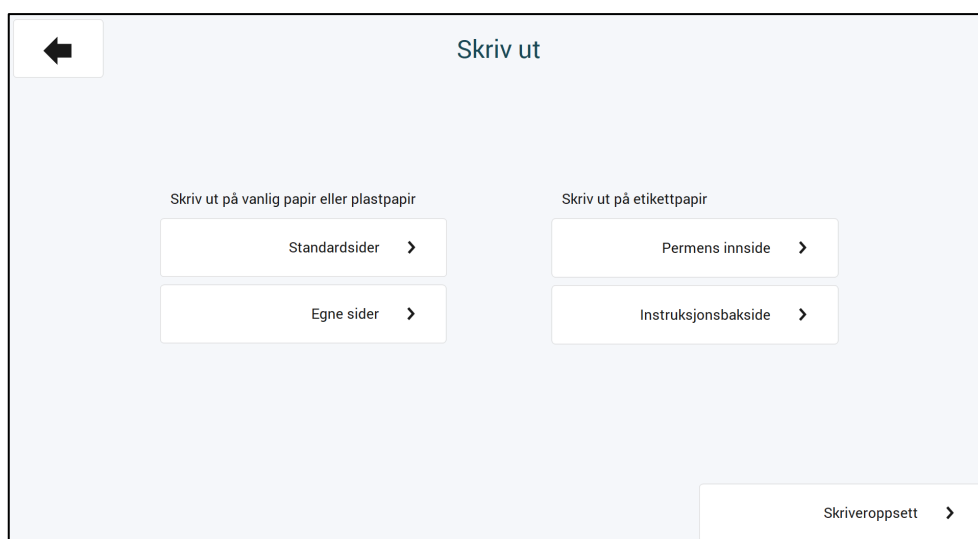 Skriv ut
Skriv ut på vanlig papir eller plastpapir
Standardsider
Egne sider
Skriv ut på etikettpapir
Permens innside
Instruksjonsbakside
Skriveroppsett